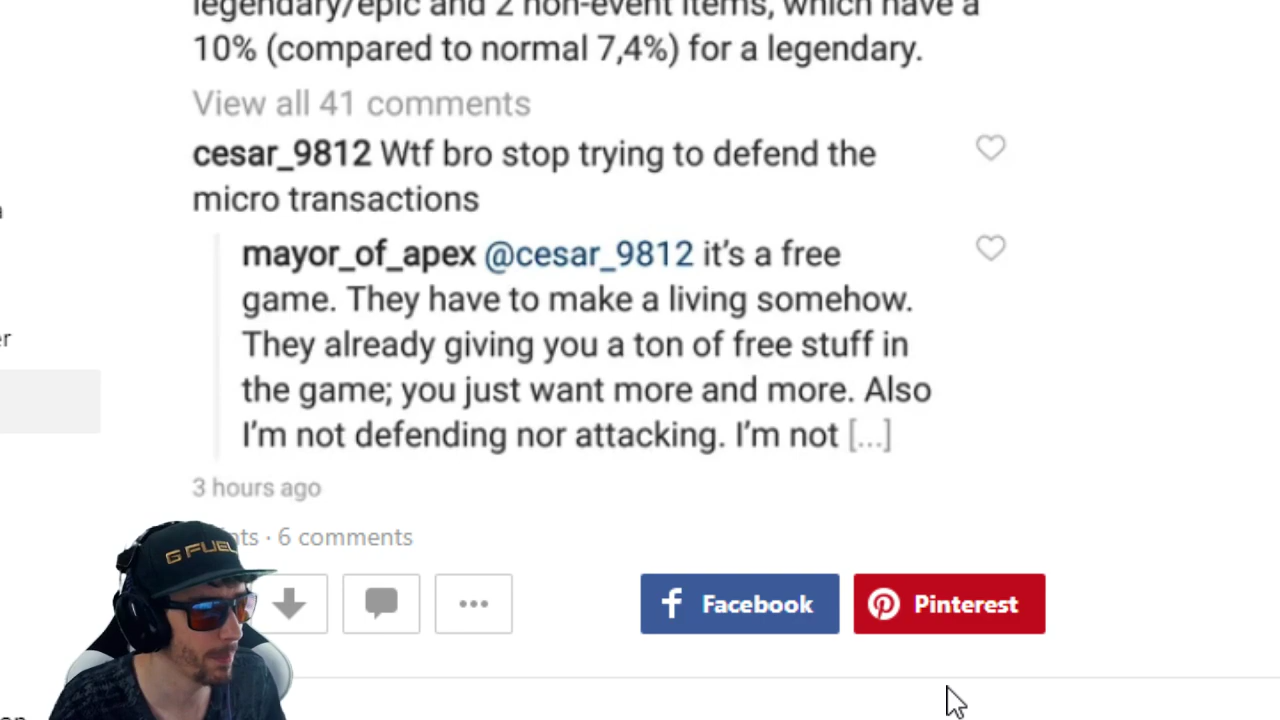 legendary/epic and 2 non-event items, which have a
10% (compared to normal 7,4%) for a legendary.
View all 41 comments
cesar_9812 Wtf bro stop trying to defend the
micro transactions
mayor_of_apex @cesar_9812 it's a free
game. They have to make a living somehow.
They already giving you a ton of free stuff in
the game; you just want more and more. Also
I'm not defending nor attacking. I'm not [...]
3 hours ago
· 6 comments
G FUEL
Facebook
Pinterest